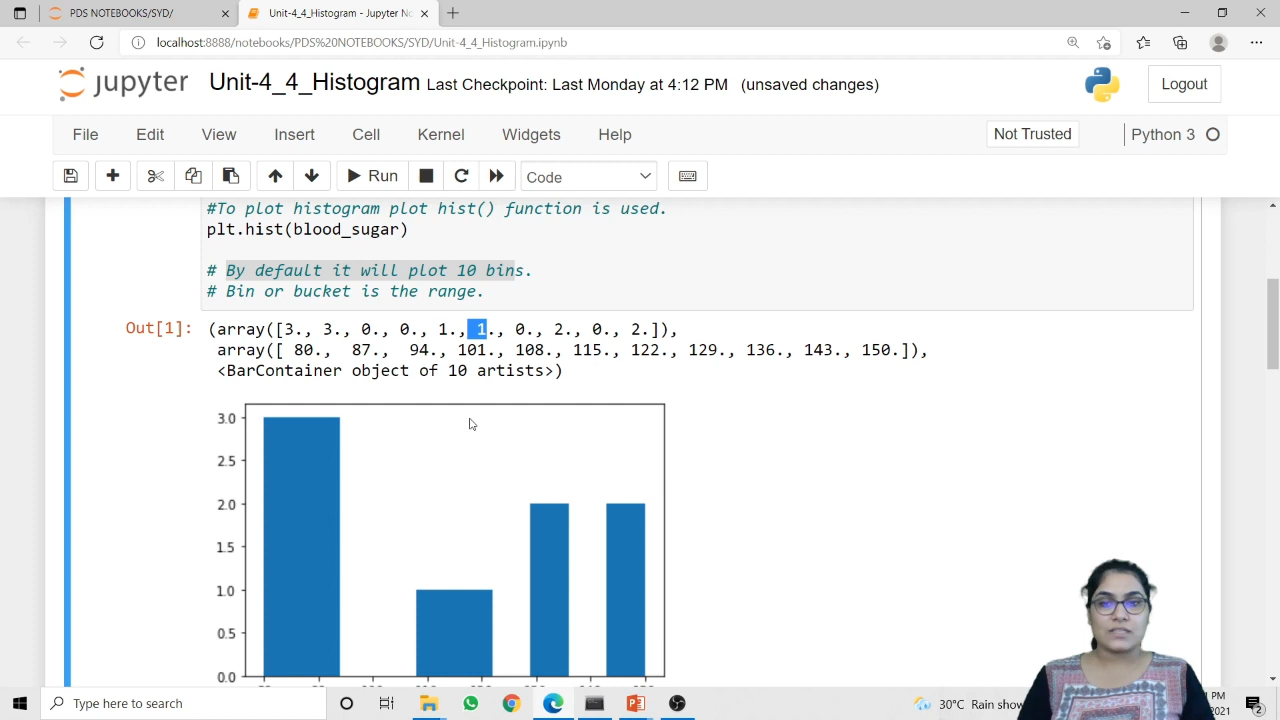 PDS NOTEBOOKS/SYD/
Unit-4_4_Histogram - Jupyter No
localhost:8888/notebooks/PDS%20NOTEBOOKS/SYD/Unit-4_4_Histogram.ipynb
jupyter Unit-4_4_Histogram Last Checkpoint: Last Monday at 4:12 PM (unsaved changes)
Logout
File Edit View Insert Cell Kernel Widgets Help
Not Trusted
Python 3
Run
Code
#To plot histogram plot hist() function is used.
plt.hist(blood_sugar)
# By default it will plot 10 bins.
# Bin or bucket is the range.
Out[1]: (array([3., 3., 0., 0., 1., 1., 0., 2., 0., 2.]),
array([ 80., 87., 94., 101., 108., 115., 122., 129., 136., 143., 150.]),
<BarContainer object of 10 artists>)
3.0
2.5
2.0
1.5
1.0
0.5
0.0
Type here to search
30°C Rain show
PM
2021
2